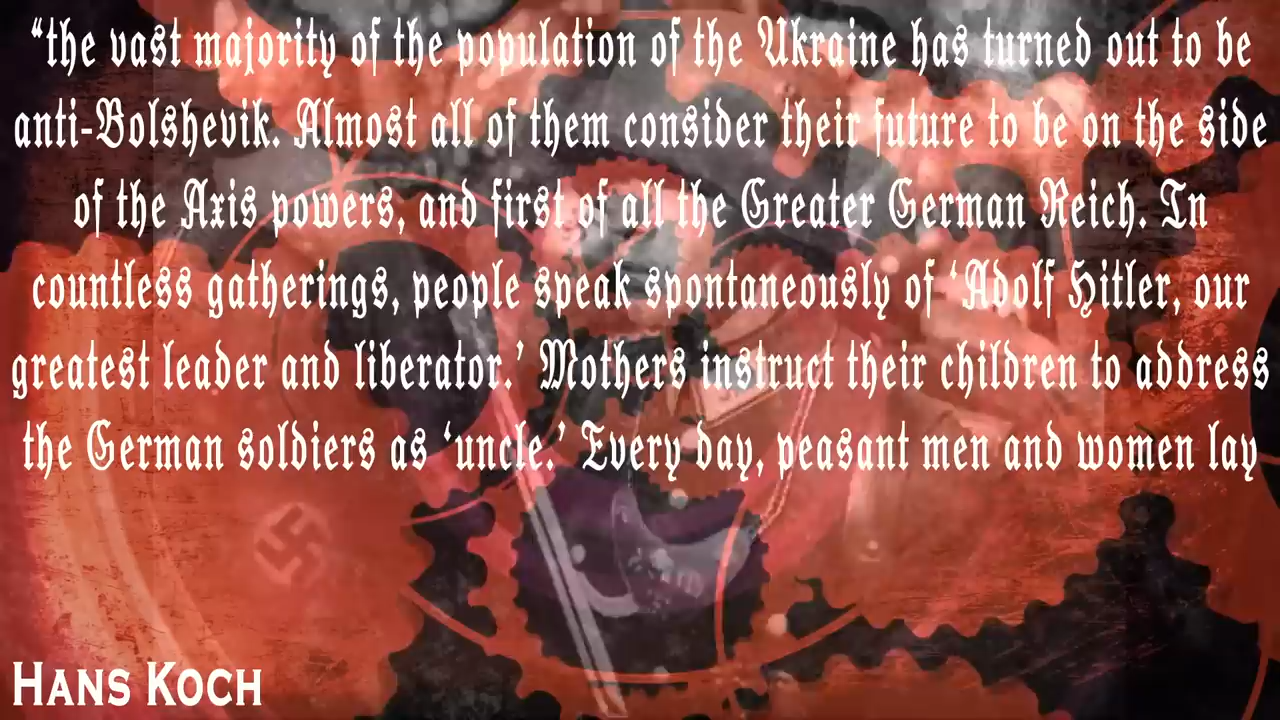 “the vast majority of the population of the Ukraine has turned out to be
anti-Bolshevik. Almost all of them consider their future to be on the side
of the Axis powers, and first of all the Greater German Reich. In
countless gatherings, people speak spontaneously of ‘Adolf Hitler, our
greatest leader and liberator.’ Mothers instruct their children to address
the German soldiers as ‘uncle.’ Every day, peasant men and women lay
Hans Koch